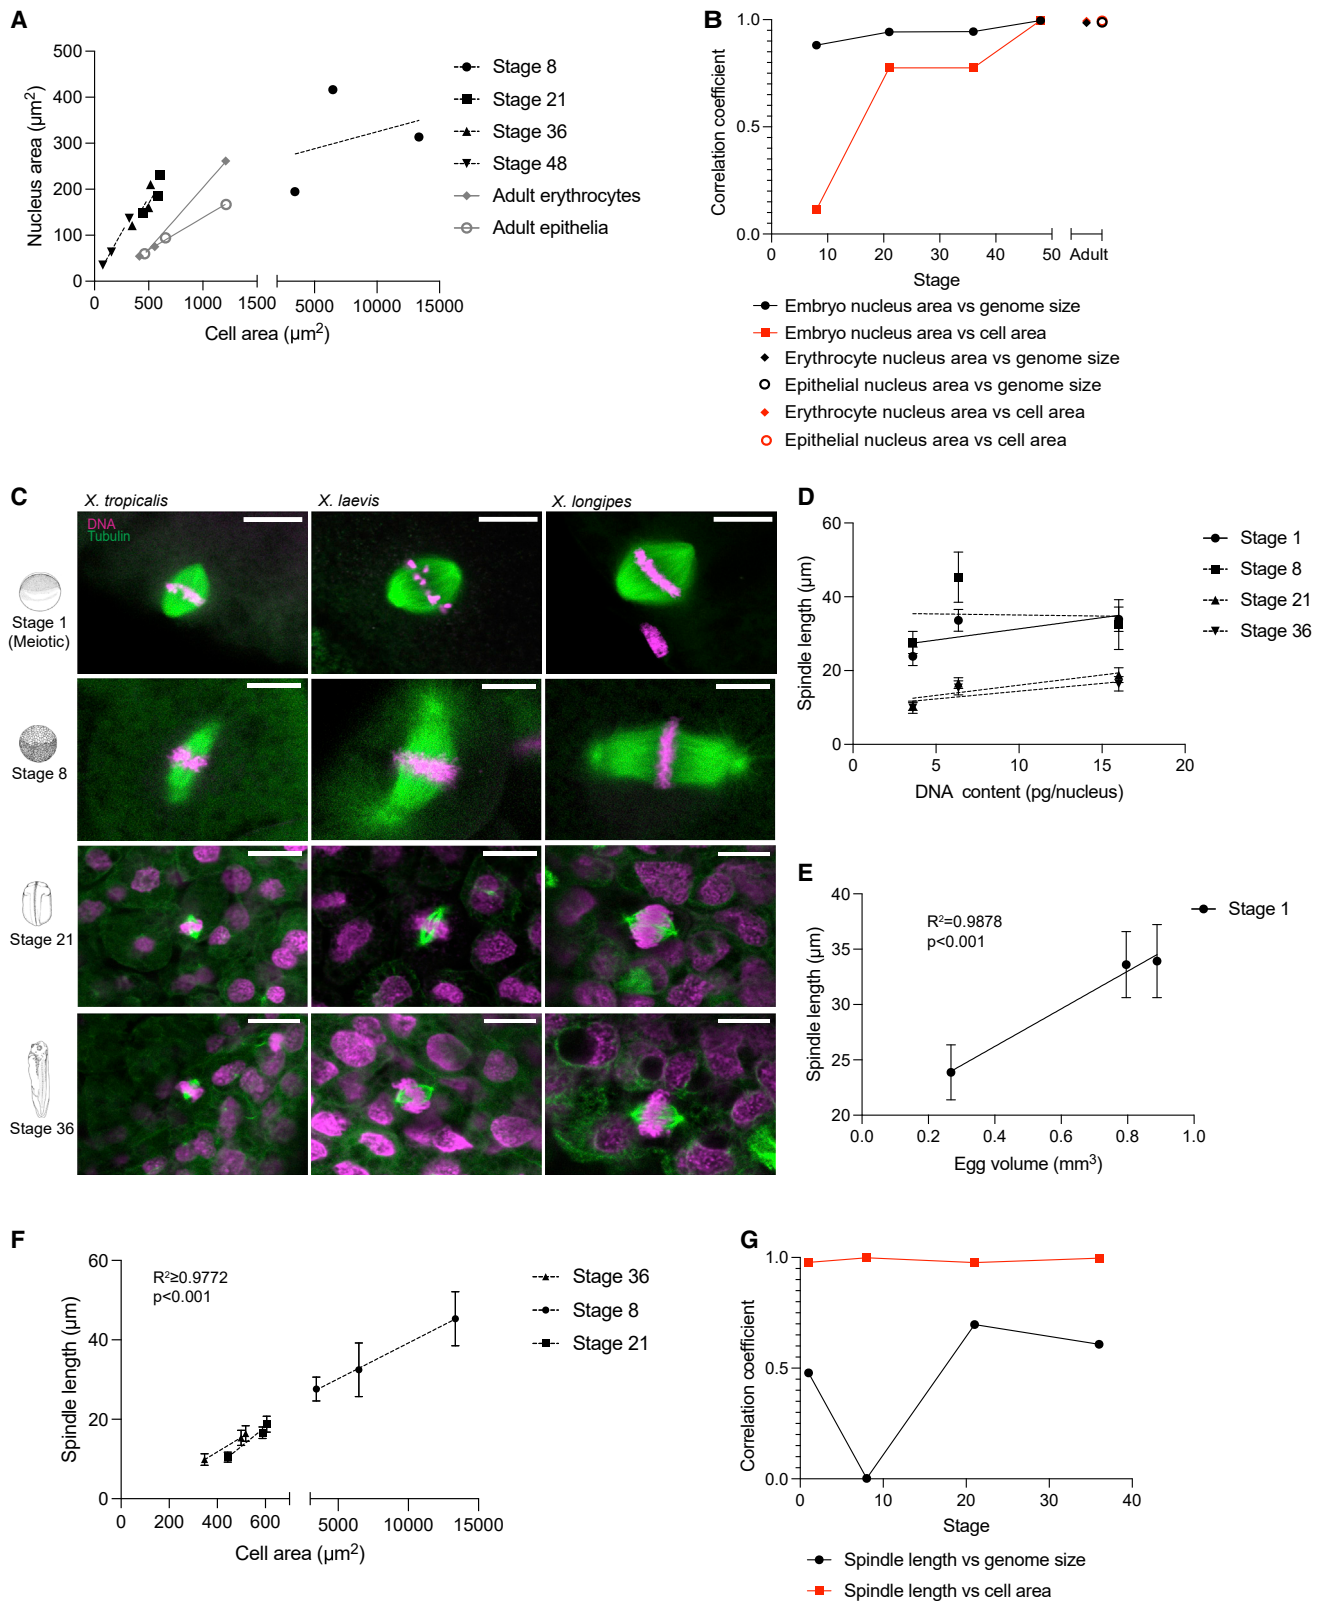 A
500
400
300
200
100
0
Nucleus area (µm²)
0
500
1000
1500
5000
10000
15000
Cell area (µm²)
Stage 8
Stage 21
Stage 36
Stage 48
Adult erythrocytes
Adult epithelia
B
1.0
0.5
0.0
Correlation coefficient
0
10
20
30
40
50
Adult
Stage
Embryo nucleus area vs genome size
Embryo nucleus area vs cell area
Erythrocyte nucleus area vs genome size
Epithelial nucleus area vs genome size
Erythrocyte nucleus area vs cell area
Epithelial nucleus area vs cell area
C
X. tropicalis
X. laevis
X. longipes
DNA
Tubulin
Stage 1
(Meiotic)
Stage 8
Stage 21
Stage 36
D
60
40
20
0
Spindle length (µm)
0
5
10
15
20
DNA content (pg/nucleus)
Stage 1
Stage 8
Stage 21
Stage 36
E
40
35
30
25
20
Spindle length (µm)
R²=0.9878
p<0.001
0.0
0.2
0.4
0.6
0.8
1.0
Egg volume (mm³)
Stage 1
F
60
40
20
0
Spindle length (µm)
R²≥0.9772
p<0.001
0
200
400
600
5000
10000
15000
Cell area (µm²)
Stage 36
Stage 8
Stage 21
G
1.0
0.5
0.0
Correlation coefficient
0
10
20
30
40
Stage
Spindle length vs genome size
Spindle length vs cell area